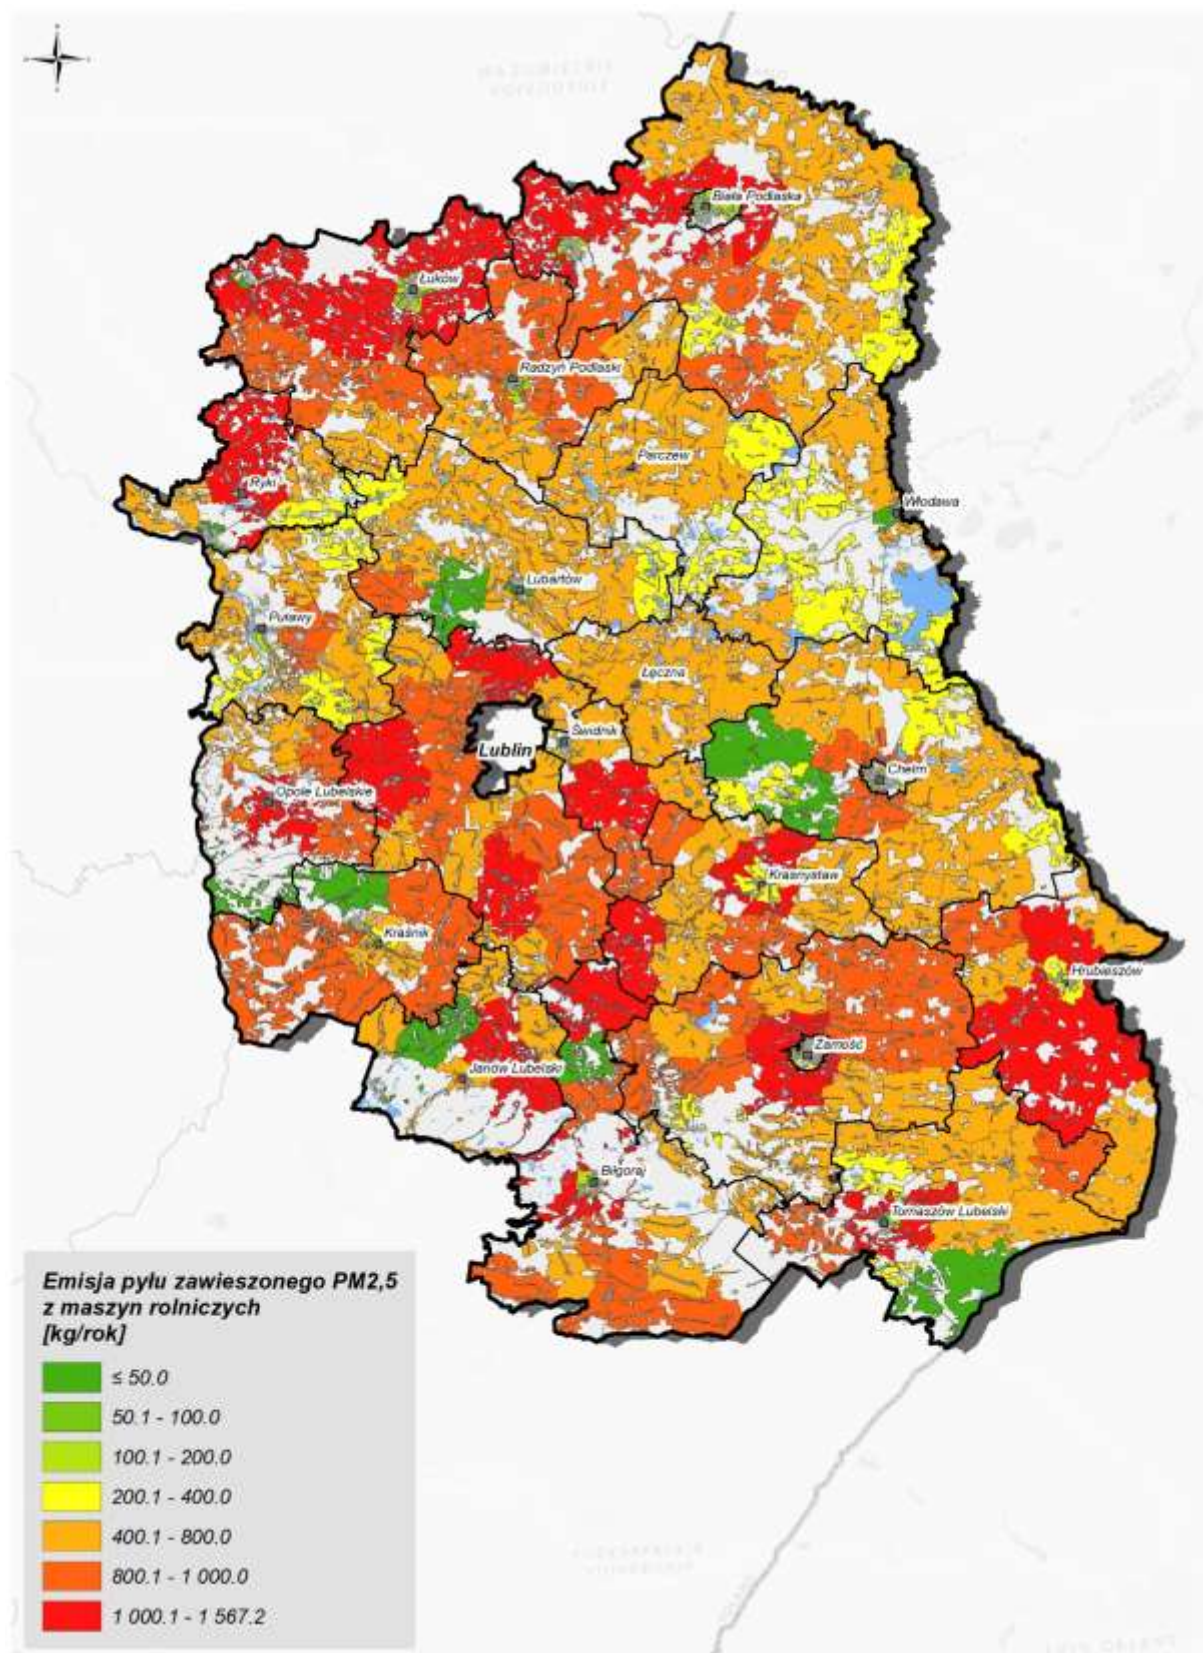 Biała Podlaska
Łuków
Radzyń Podlaski
Parczew
Ryki
Włodawa
Lubartów
Puławy
Łęczna
Świdnik
Lublin
Chełm
Opole Lubelskie
Krasnystaw
Kraśnik
Hrubieszów
Zamość
Janów Lubelski
Biłgoraj
Tomaszów Lubelski
Emisja pyłu zawieszonego PM2,5
z maszyn rolniczych
[kg/rok]
≤ 50.0
50.1 - 100.0
100.1 - 200.0
200.1 - 400.0
400.1 - 800.0
800.1 - 1 000.0
1 000.1 - 1 567.2